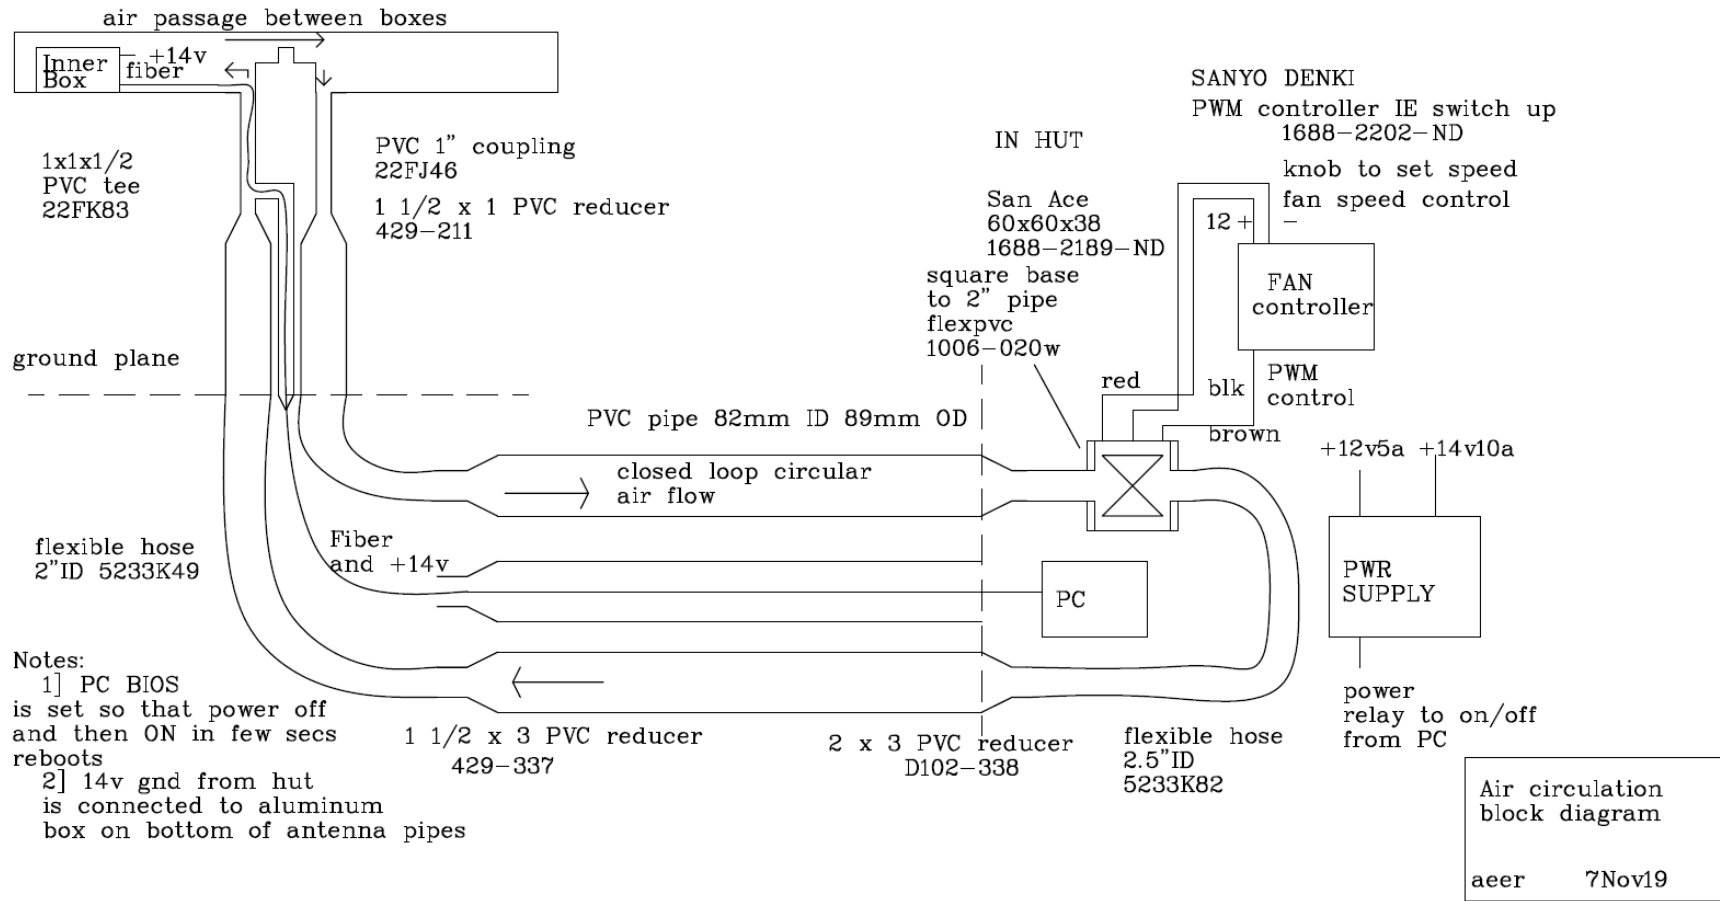 air passage between boxes
+14v
Inner
Box
fiber
1x1x1/2
PVC tee
22FK83
PVC 1" coupling
22FJ46
1 1/2 x 1 PVC reducer
429-211
IN HUT
San Ace
60x60x38
1688-2189-ND
square base
to 2" pipe
flexpvc
1006-020w
SANYO DENKI
PWM controller IE switch up
1688-2202-ND
knob to set speed
fan speed control
12 + -
FAN
controller
ground plane
red
blk
brown
PWM
control
PVC pipe 82mm ID 89mm OD
closed loop circular
air flow
+12v5a +14v10a
PWR
SUPPLY
power
relay to on/off
from PC
Fiber
and +14v
PC
flexible hose
2"ID 5233K49
Notes:
1] PC BIOS
is set so that power off
and then ON in few secs
reboots
2] 14v gnd from hut
is connected to aluminum
box on bottom of antenna pipes
1 1/2 x 3 PVC reducer
429-337
2 x 3 PVC reducer
D102-338
flexible hose
2.5"ID
5233K82
Air circulation
block diagram
aeer 7Nov19